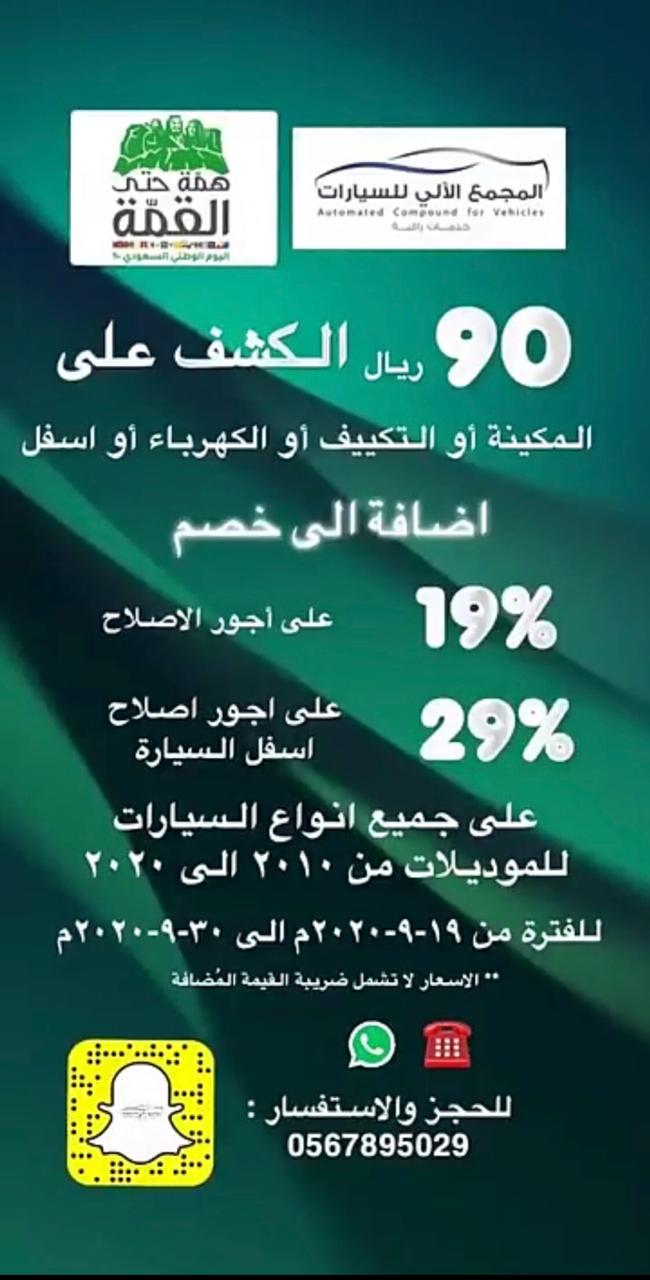 المجمع الآلي للسيارات
Automated Compound for Vehicles
خدمات راقية
همّة حتى
القمّة
اليوم الوطني السعودي ٩٠
90 ريال الكشف على
المكينة أو التكييف أو الكهرباء أو اسفل
اضافة الى خصم
19% على أجور الاصلاح
29% على اجور اصلاح
اسفل السيارة
على جميع انواع السيارات
للموديلات من ٢٠١٠ الى ٢٠٢٠
للفترة من ١٩-٩-٢٠٢٠م الى ٣٠-٩-٢٠٢٠م
** الاسعار لا تشمل ضريبة القيمة المُضافة
للحجز والاستفسار :
0567895029